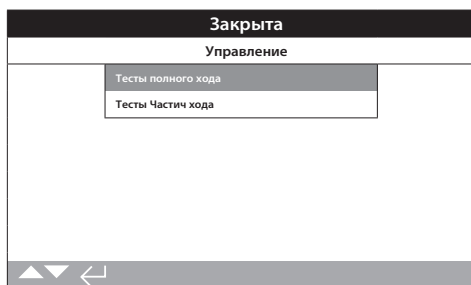 Закрыта
Управление
Тесты полного хода
Тесты Частич хода